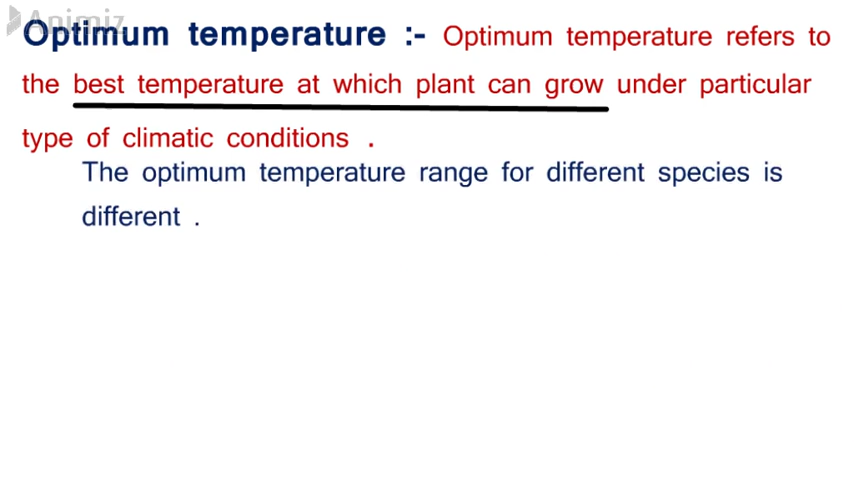 Animiz
Optimum temperature :- Optimum temperature refers to
the best temperature at which plant can grow under particular
type of climatic conditions .
The optimum temperature range for different species is
different .